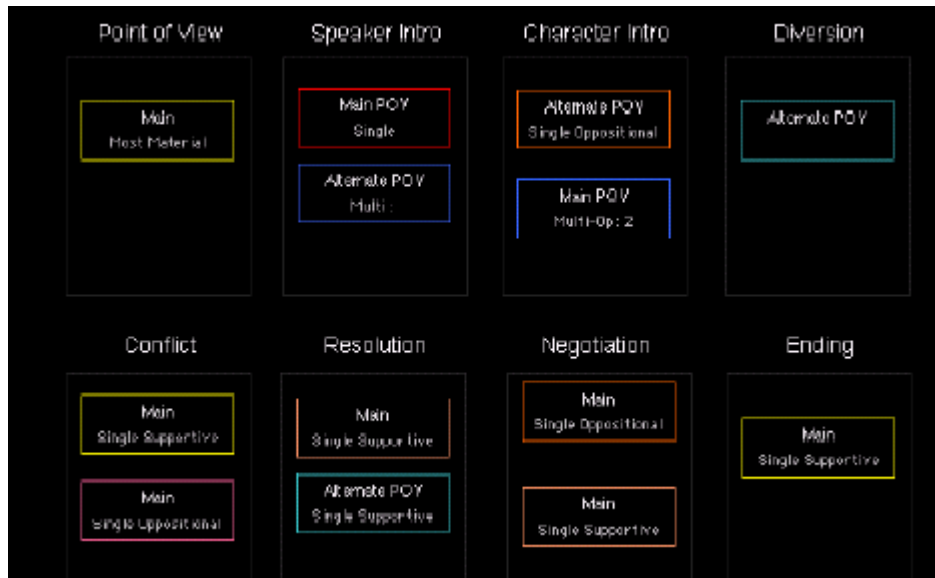 Point of View
Speaker Intro
Character Intro
Diversion
Main
Most Material
Main POV
Single
Alternate POV
Multi :
Alternate POV
Single Oppositional
Main POV
Multi-Op: 2
Alternate POV
Conflict
Resolution
Negotiation
Ending
Main
Single Supportive
Main
Single Oppositional
Main
Single Supportive
Alternate POV
Single Supportive
Main
Single Oppositional
Main
Single Supportive
Main
Single Supportive